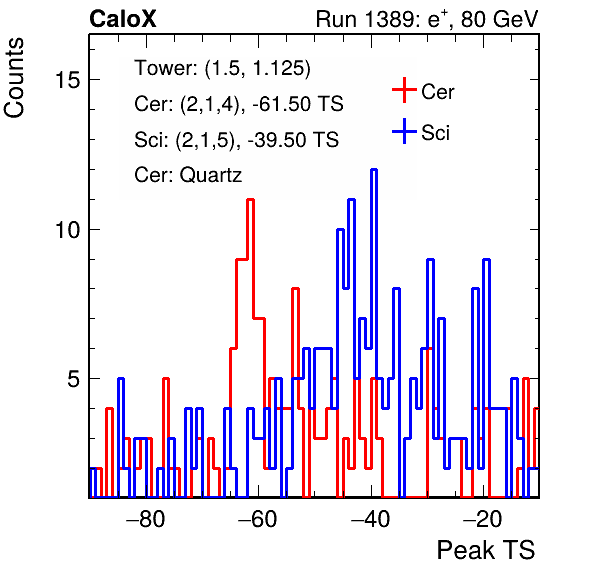 CaloX
Run 1389: e+, 80 GeV
Counts
Tower: (1.5, 1.125)
Cer: (2,1,4), -61.50 TS
Sci: (2,1,5), -39.50 TS
Cer: Quartz
Cer
Sci
15
10
5
−80
−60
−40
−20
Peak TS